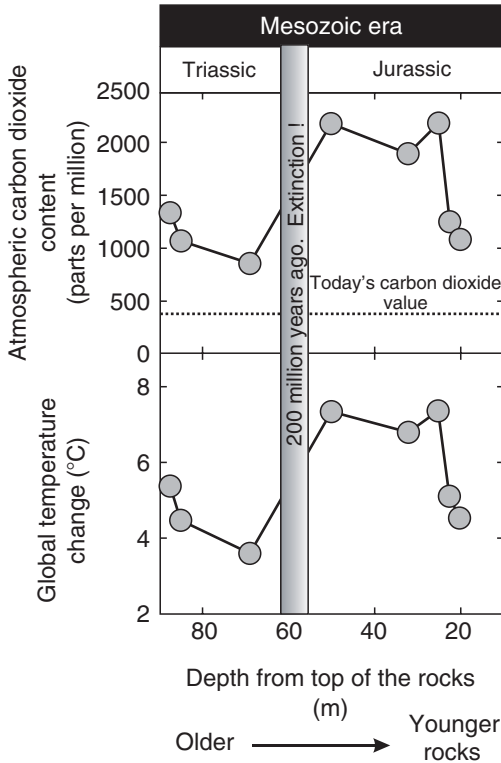 Mesozoic era
Triassic
Jurassic
Atmospheric carbon dioxide
content
(parts per million)
2500
2000
1500
1000
500
0
200 million years ago. Extinction !
Today's carbon dioxide
value
Global temperature
change (°C)
8
6
4
2
80
60
40
20
Depth from top of the rocks
(m)
Older
Younger
rocks